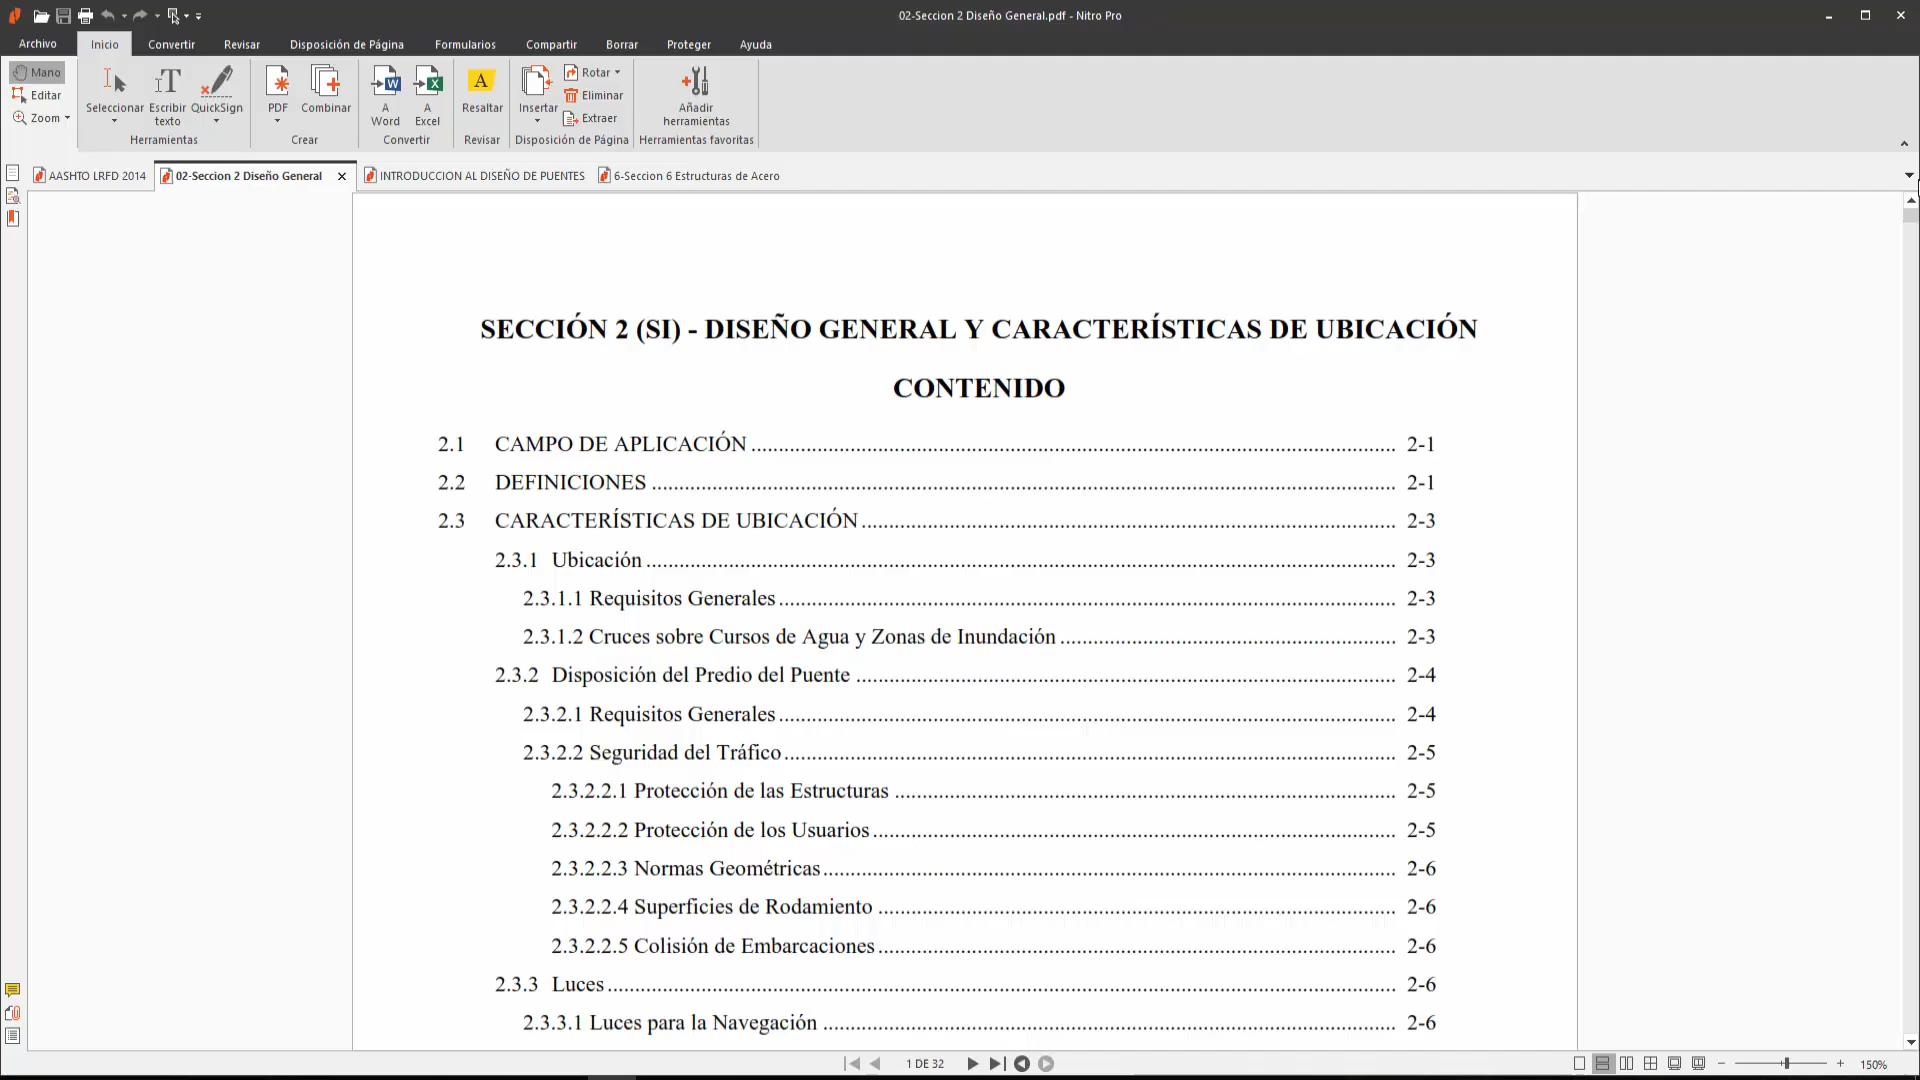 02-Seccion 2 Diseño General.pdf - Nitro Pro
Archivo Inicio Convertir Revisar Disposición de Página Formularios Compartir Borrar Proteger Ayuda
Mano
Editar
Zoom
Seleccionar
Escribir texto
QuickSign
Herramientas
PDF
Combinar
Crear
A Word
A Excel
Convertir
Resaltar
Revisar
Insertar
Rotar
Eliminar
Extraer
Disposición de Página
Añadir herramientas
Herramientas favoritas
AASHTO LRFD 2014
02-Seccion 2 Diseño General
INTRODUCCION AL DISEÑO DE PUENTES
6-Seccion 6 Estructuras de Acero
SECCIÓN 2 (SI) - DISEÑO GENERAL Y CARACTERÍSTICAS DE UBICACIÓN
CONTENIDO
2.1 CAMPO DE APLICACIÓN 2-1
2.2 DEFINICIONES 2-1
2.3 CARACTERÍSTICAS DE UBICACIÓN 2-3
2.3.1 Ubicación 2-3
2.3.1.1 Requisitos Generales 2-3
2.3.1.2 Cruces sobre Cursos de Agua y Zonas de Inundación 2-3
2.3.2 Disposición del Predio del Puente 2-4
2.3.2.1 Requisitos Generales 2-4
2.3.2.2 Seguridad del Tráfico 2-5
2.3.2.2.1 Protección de las Estructuras 2-5
2.3.2.2.2 Protección de los Usuarios 2-5
2.3.2.2.3 Normas Geométricas 2-6
2.3.2.2.4 Superficies de Rodamiento 2-6
2.3.2.2.5 Colisión de Embarcaciones 2-6
2.3.3 Luces 2-6
2.3.3.1 Luces para la Navegación 2-6
1 DE 32
150%